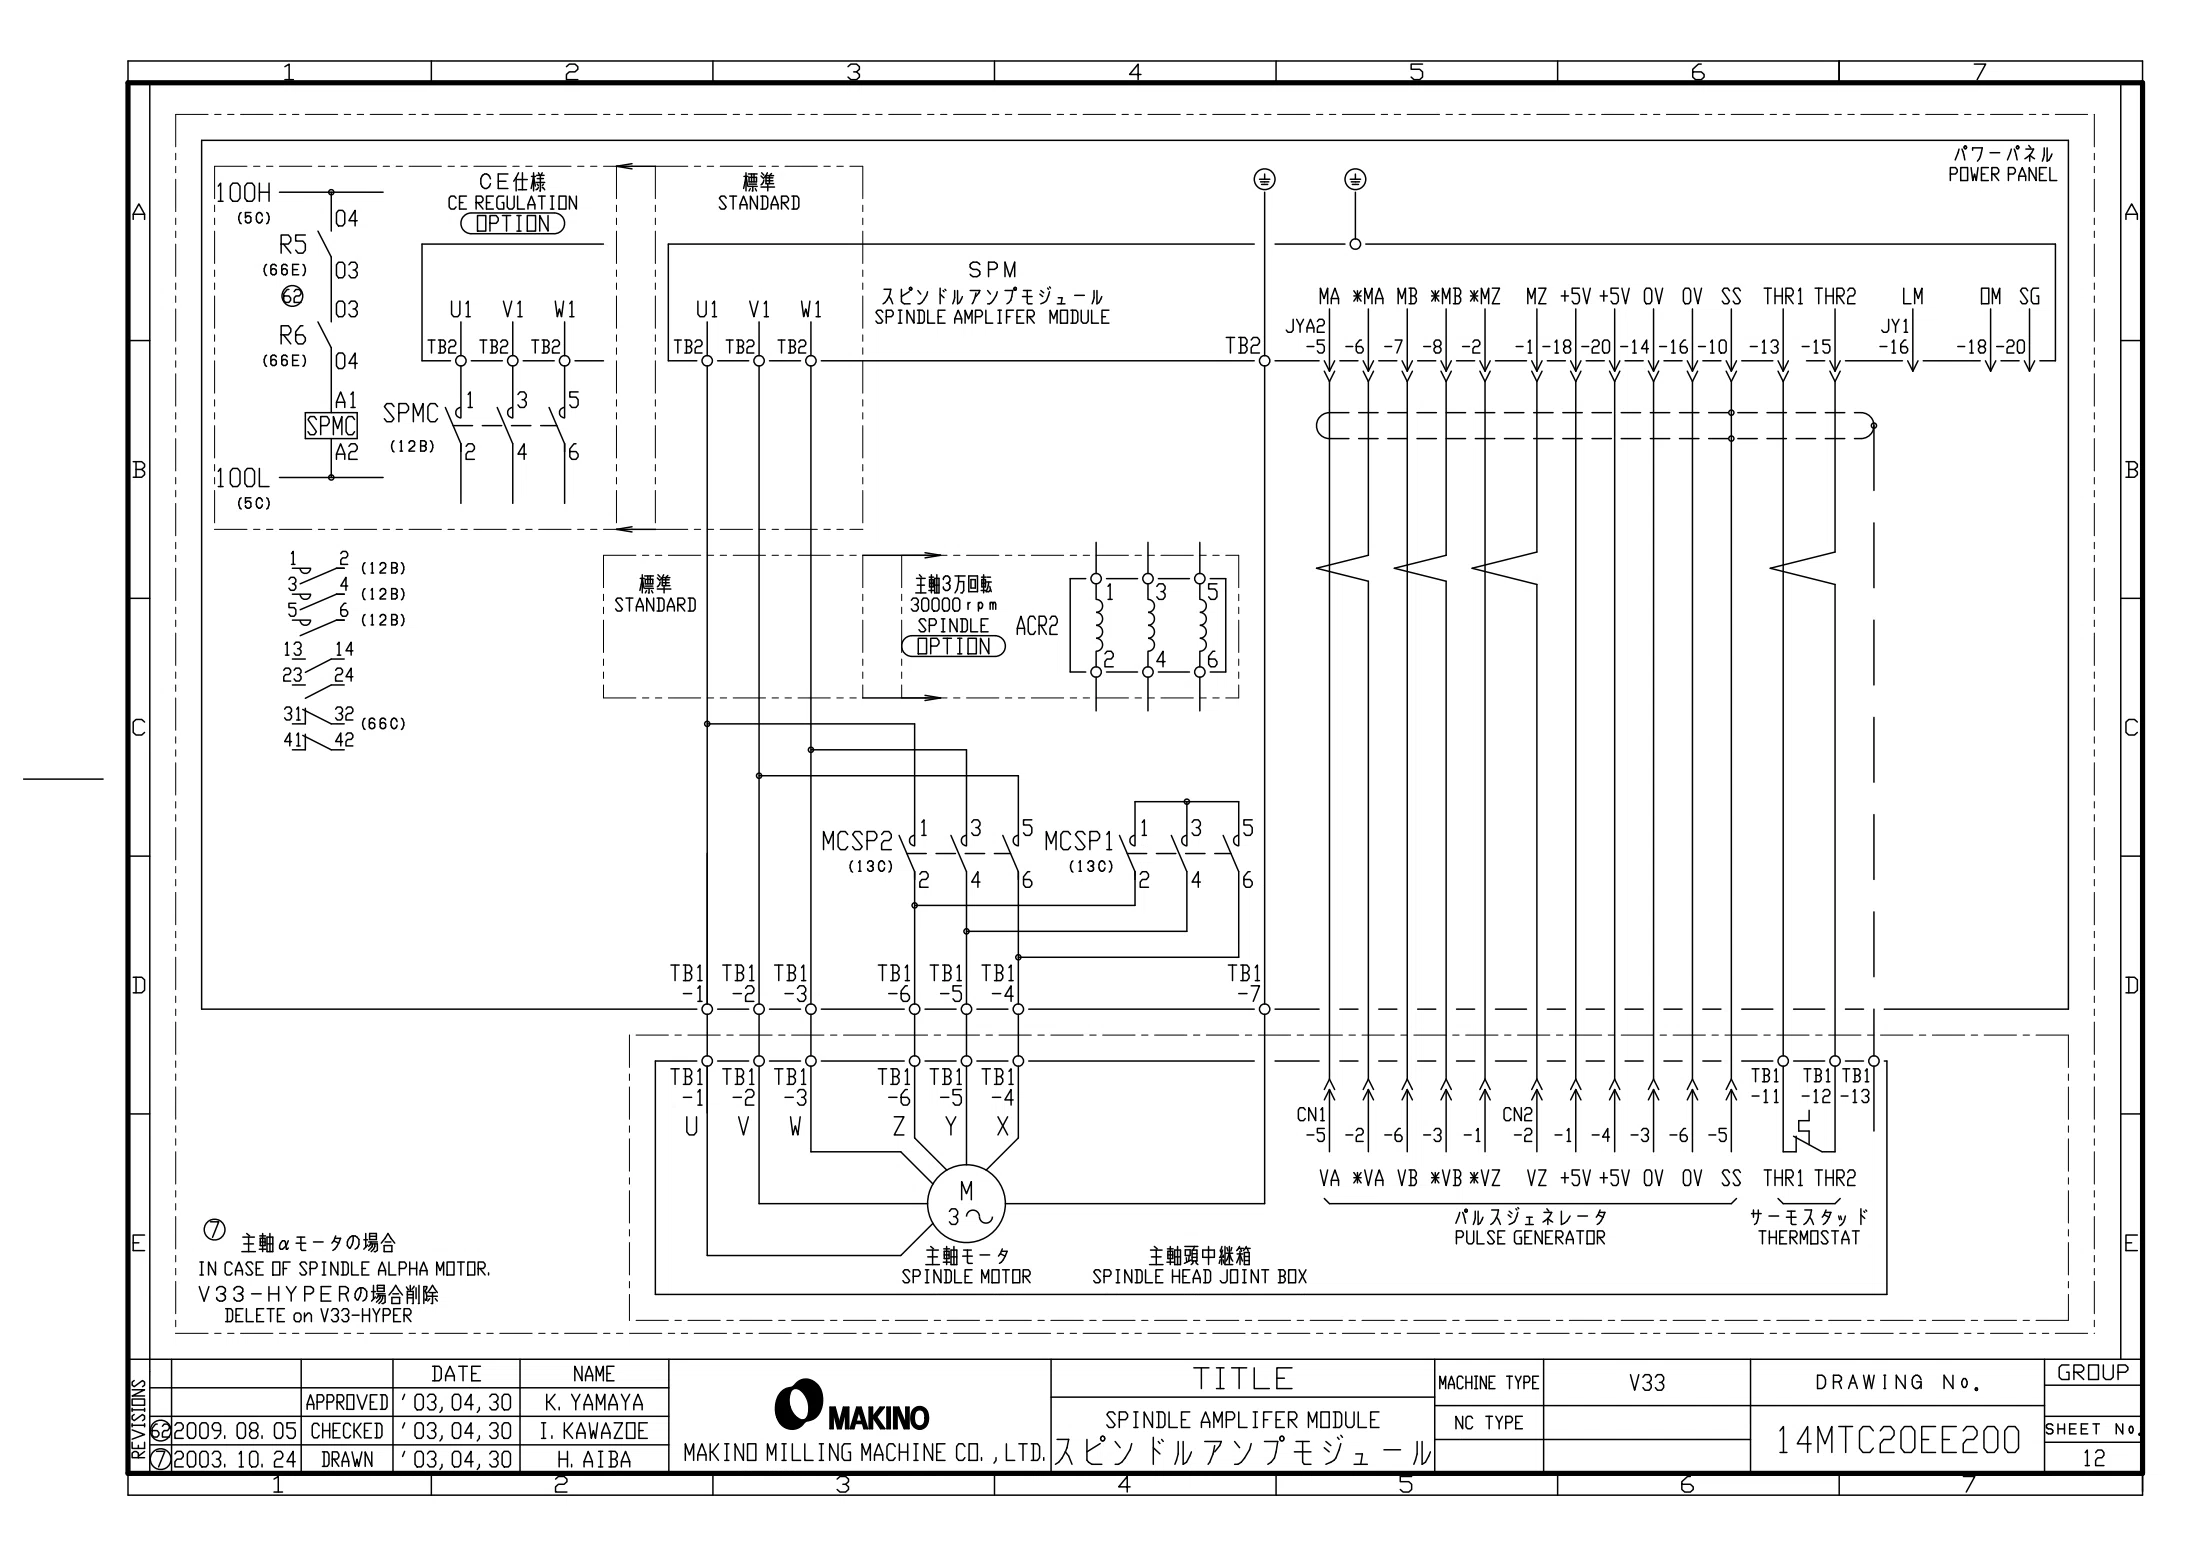 1 2 3 4 5 6 7
A
B
C
D
E
A
B
C
D
E
パワーパネル
POWER PANEL
100H
(5C)
04
R5
(66E)
03
62
03
R6
(66E)
04
A1
SPMC
A2
100L
(5C)
CE仕様
CE REGULATION
OPTION
U1 V1 W1
TB2 TB2 TB2
SPMC
(12B)
1 3 5
2 4 6
標準
STANDARD
U1 V1 W1
TB2 TB2 TB2
SPM
スピンドルアンプモジュール
SPINDLE AMPLIFER MODULE
TB2
MA *MA MB *MB *MZ MZ +5V +5V 0V 0V SS THR1 THR2 LM OM SG
JYA2 JY1
-5 -6 -7 -8 -2 -1 -18 -20 -14 -16 -10 -13 -15 -16 -18 -20
1 2 (12B)
3 4 (12B)
5 6 (12B)
13 14
23 24
31 32 (66C)
41 42
標準
STANDARD
主軸3万回転
30000rpm
SPINDLE
OPTION
ACR2
1 3 5
2 4 6
MCSP2
(13C)
1 3 5
2 4 6
MCSP1
(13C)
1 3 5
2 4 6
TB1 TB1 TB1 TB1 TB1 TB1 TB1
-1 -2 -3 -6 -5 -4 -7
TB1 TB1 TB1 TB1 TB1 TB1
-1 -2 -3 -6 -5 -4
U V W Z Y X
M
3
主軸モータ
SPINDLE MOTOR
主軸頭中継箱
SPINDLE HEAD JOINT BOX
TB1 TB1 TB1
-11 -12 -13
CN1 CN2
-5 -2 -6 -3 -1 -2 -1 -4 -3 -6 -5
VA *VA VB *VB *VZ VZ +5V +5V 0V 0V SS THR1 THR2
パルスジェネレータ
PULSE GENERATOR
サーモスタッド
THERMOSTAT
7
主軸αモータの場合
IN CASE OF SPINDLE ALPHA MOTOR.
V33-HYPERの場合削除
DELETE on V33-HYPER
REVISIONS
DATE NAME
APPROVED '03,04,30 K. YAMAYA
62 2009. 08. 05 CHECKED '03,04,30 I. KAWAZOE
7 2003. 10. 24 DRAWN '03,04,30 H. AIBA
MAKINO
MAKINO MILLING MACHINE CO.,LTD.
TITLE
SPINDLE AMPLIFER MODULE
スピンドルアンプモジュール
MACHINE TYPE V33
NC TYPE
DRAWING No.
14MTC20EE200
GROUP
SHEET No.
12
1 2 3 4 5 6 7